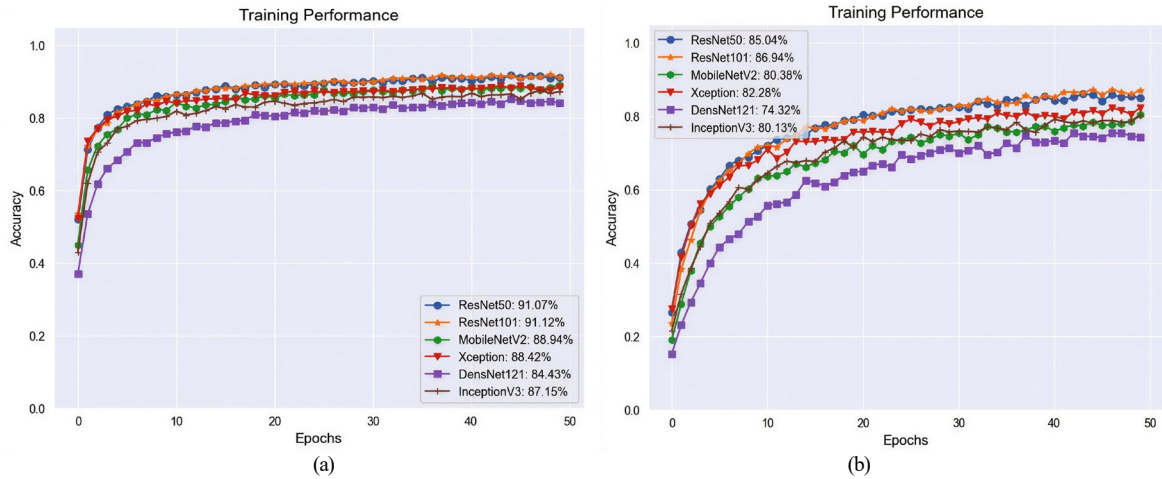 Training Performance
1.0
0.8
0.6
0.4
0.2
0.0
Accuracy
ResNet50: 91.07%
ResNet101: 91.12%
MobileNetV2: 88.94%
Xception: 88.42%
DensNet121: 84.43%
InceptionV3: 87.15%
0 10 20 30 40 50
Epochs
(a)
Training Performance
1.0
0.8
0.6
0.4
0.2
0.0
Accuracy
ResNet50: 85.04%
ResNet101: 86.94%
MobileNetV2: 80.38%
Xception: 82.28%
DensNet121: 74.32%
InceptionV3: 80.13%
0 10 20 30 40 50
Epochs
(b)